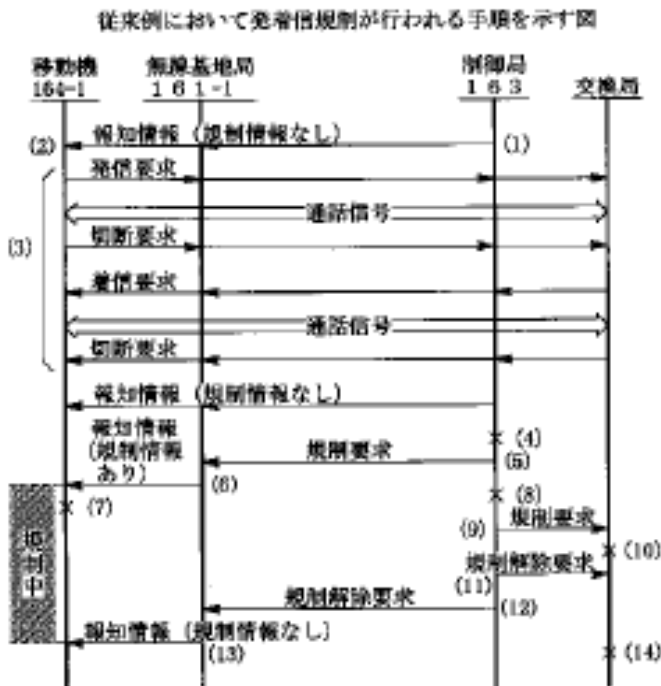 従来例において発着信規制が行われる手順を示す図
移動機
164-1
無線基地局
161-1
制御局
163
交換局
(2)
報知情報（規制情報なし）
(1)
発信要求
通話信号
(3)
切断要求
着信要求
通話信号
切断要求
報知情報（規制情報なし）
報知情報
（規制情報
あり）
(4)
規制要求
(5)
(6)
(7)
(8)
(9)
規制要求
(10)
規制中
規制解除要求
(11)
規制解除要求
(12)
報知情報（規制情報なし）
(13)
(14)